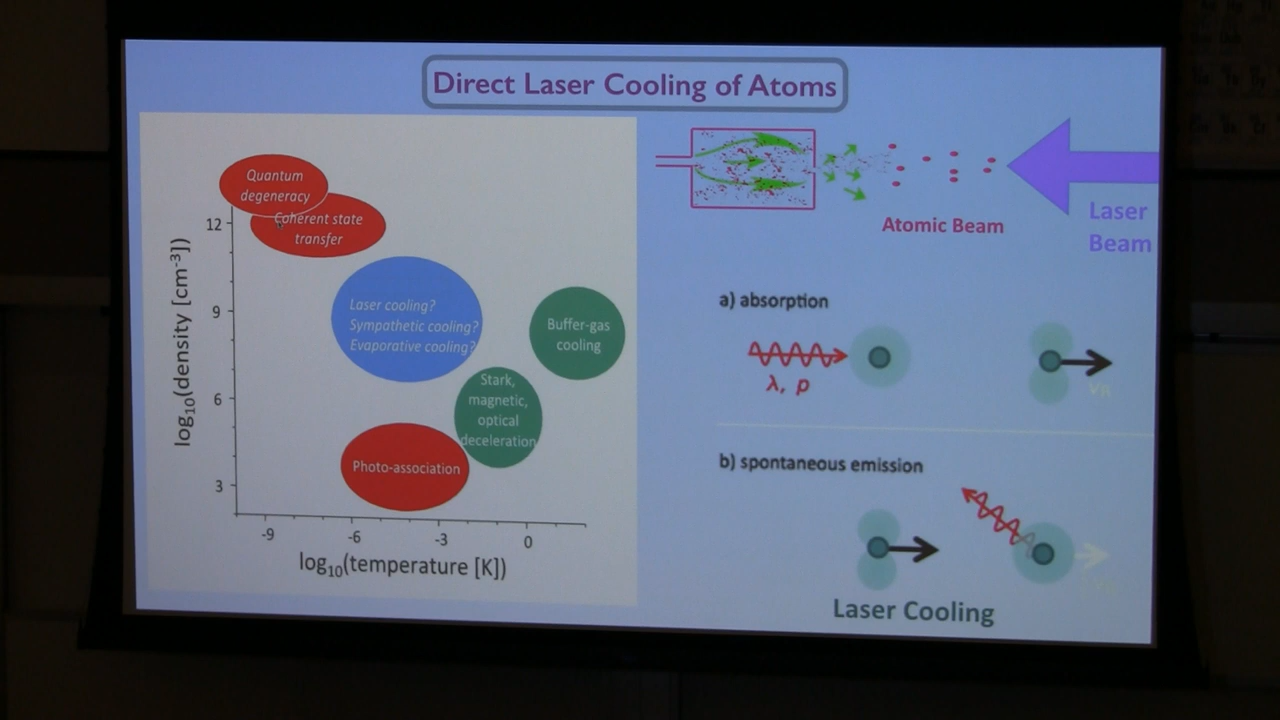 Direct Laser Cooling of Atoms
Quantum
degeneracy
Coherent state
transfer
Laser cooling?
Sympathetic cooling?
Evaporative cooling?
Buffer-gas
cooling
Stark,
magnetic,
optical
deceleration
Photo-association
12
9
6
3
log₁₀(density [cm⁻³])
-9
-6
-3
0
log₁₀(temperature [K])
Atomic Beam
Laser
Beam
a) absorption
λ, p
b) spontaneous emission
Laser Cooling